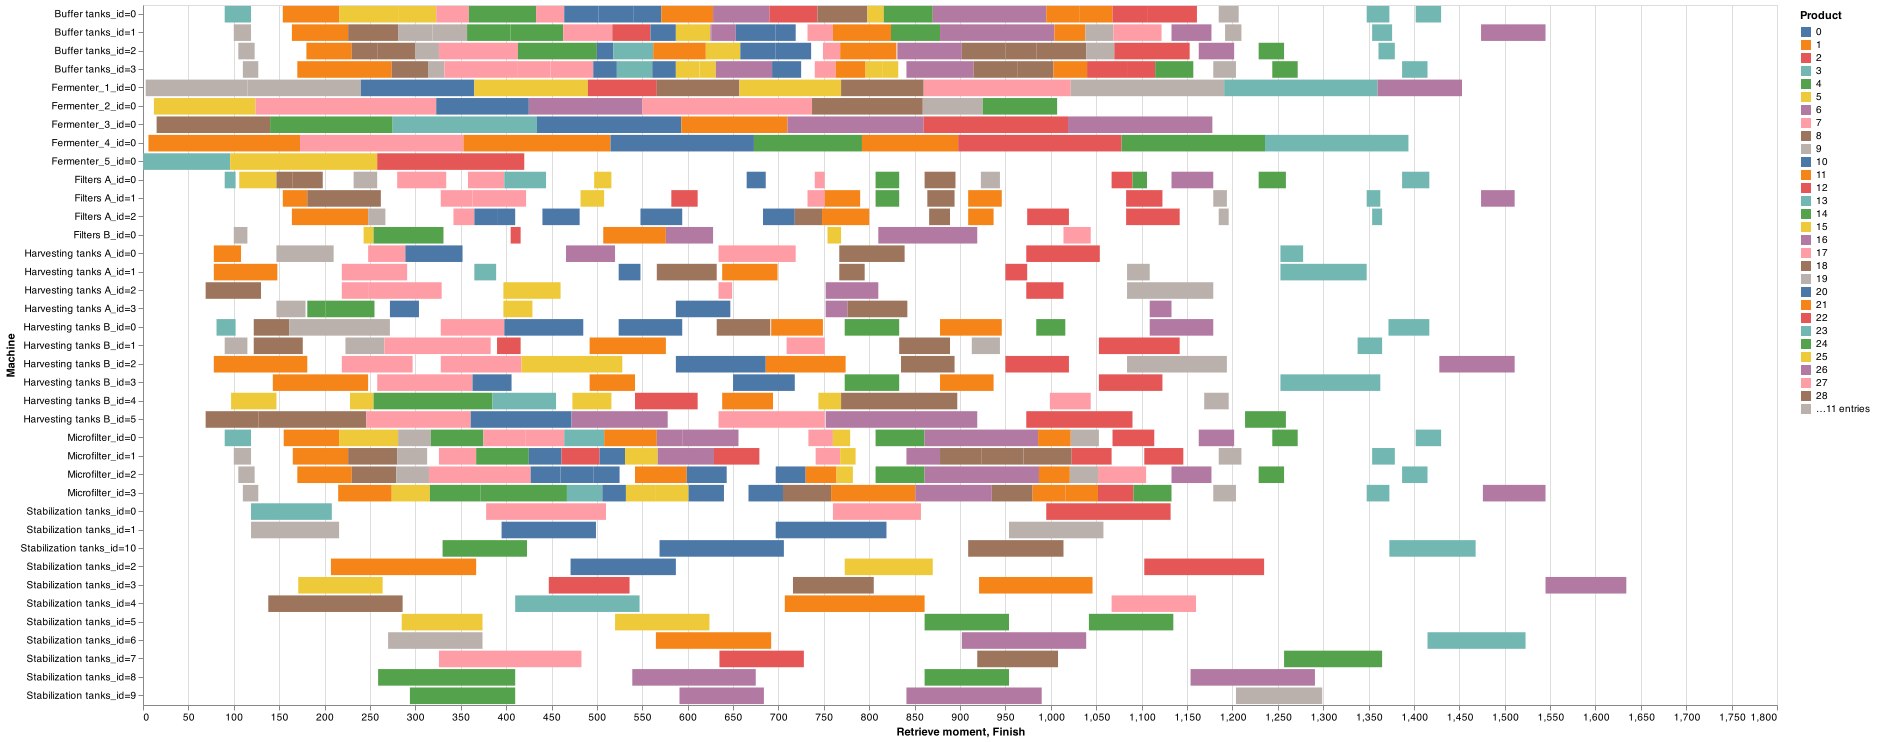 Buffer tanks_id=0
Buffer tanks_id=1
Buffer tanks_id=2
Buffer tanks_id=3
Fermenter_1_id=0
Fermenter_2_id=0
Fermenter_3_id=0
Fermenter_4_id=0
Fermenter_5_id=0
Filters A_id=0
Filters A_id=1
Filters A_id=2
Filters B_id=0
Harvesting tanks A_id=0
Harvesting tanks A_id=1
Harvesting tanks A_id=2
Harvesting tanks A_id=3
Harvesting tanks B_id=0
Harvesting tanks B_id=1
Harvesting tanks B_id=2
Harvesting tanks B_id=3
Harvesting tanks B_id=4
Harvesting tanks B_id=5
Microfilter_id=0
Microfilter_id=1
Microfilter_id=2
Microfilter_id=3
Stabilization tanks_id=0
Stabilization tanks_id=1
Stabilization tanks_id=10
Stabilization tanks_id=2
Stabilization tanks_id=3
Stabilization tanks_id=4
Stabilization tanks_id=5
Stabilization tanks_id=6
Stabilization tanks_id=7
Stabilization tanks_id=8
Stabilization tanks_id=9
Machine
0 50 100 150 200 250 300 350 400 450 500 550 600 650 700 750 800 850 900 950 1,000 1,050 1,100 1,150 1,200 1,250 1,300 1,350 1,400 1,450 1,500 1,550 1,600 1,650 1,700 1,750 1,800
Retrieve moment, Finish
Product
0
1
2
3
4
5
6
7
8
9
10
11
12
13
14
15
16
17
18
19
20
21
22
23
24
25
26
27
28
…11 entries